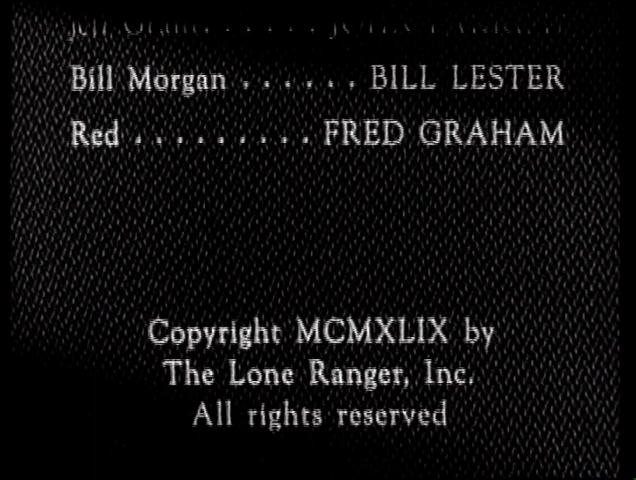 Bill Morgan . . . . . . BILL LESTER
Red . . . . . . . . . FRED GRAHAM
Copyright MCMXLIX by
The Lone Ranger, Inc.
All rights reserved